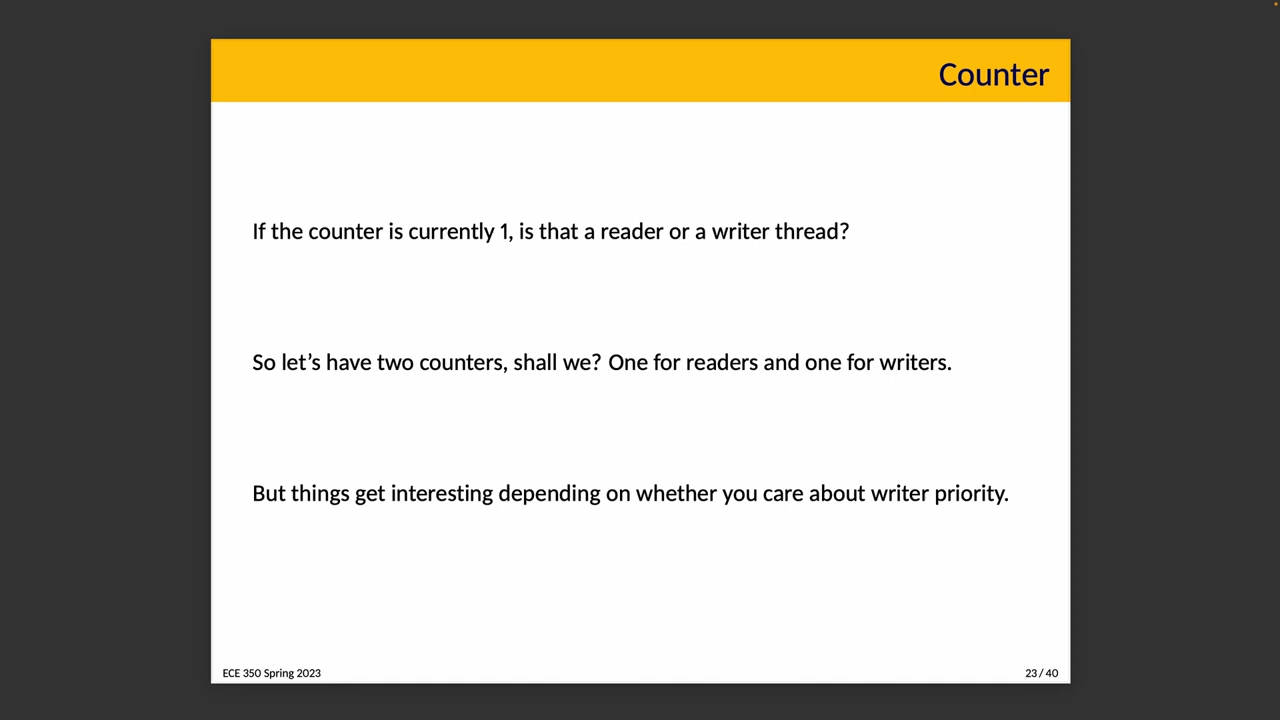 Counter
If the counter is currently 1, is that a reader or a writer thread?
So let’s have two counters, shall we? One for readers and one for writers.
But things get interesting depending on whether you care about writer priority.
ECE 350 Spring 2023
23 / 40